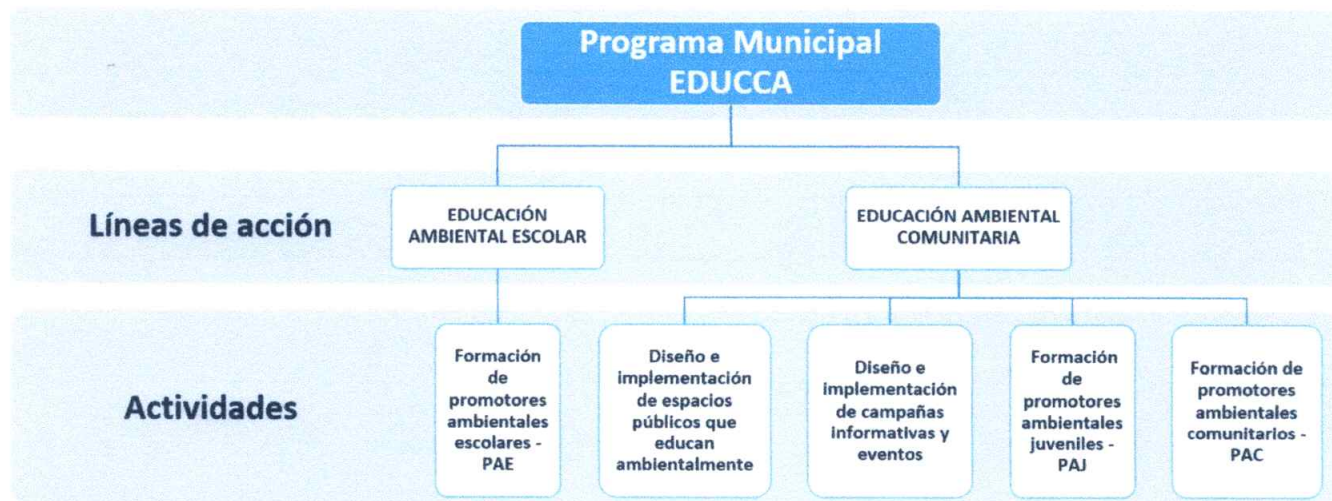 Programa Municipal
EDUCCA
Líneas de acción
EDUCACIÓN
AMBIENTAL ESCOLAR
EDUCACIÓN AMBIENTAL
COMUNITARIA
Actividades
Formación
de
promotores
ambientales
escolares -
PAE
Diseño e
implementación
de espacios
públicos que
educan
ambientalmente
Diseño e
implementación
de campañas
informativas y
eventos
Formación
de
promotores
ambientales
juveniles -
PAJ
Formación de
promotores
ambientales
comunitarios -
PAC